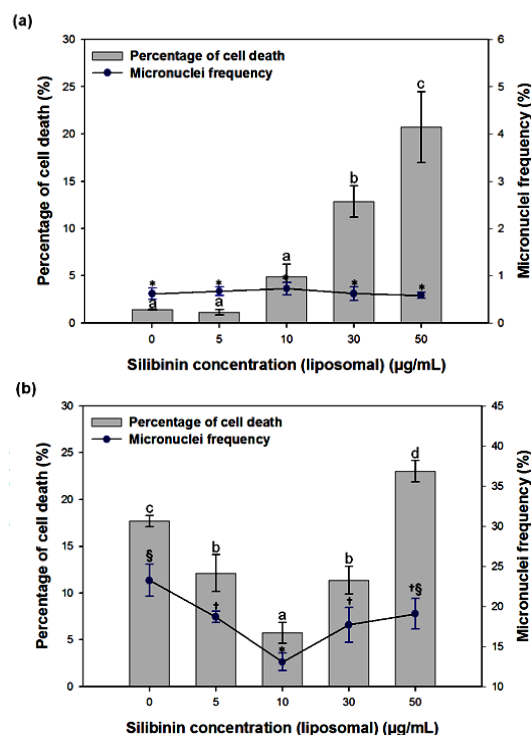 (a)
30
25
20
15
10
5
0
Percentage of cell death (%)
Percentage of cell death
Micronuclei frequency
a
a
a
b
c
*
*
*
*
*
6
5
4
3
2
1
0
Micronuclei frequency (%)
0 5 10 30 50
Silibinin concentration (liposomal) (µg/mL)
(b)
30
25
20
15
10
5
0
Percentage of cell death (%)
Percentage of cell death
Micronuclei frequency
c
b
a
b
d
§
†
*
†
†§
45
40
35
30
25
20
15
10
Micronuclei frequency (%)
0 5 10 30 50
Silibinin concentration (liposomal) (µg/mL)